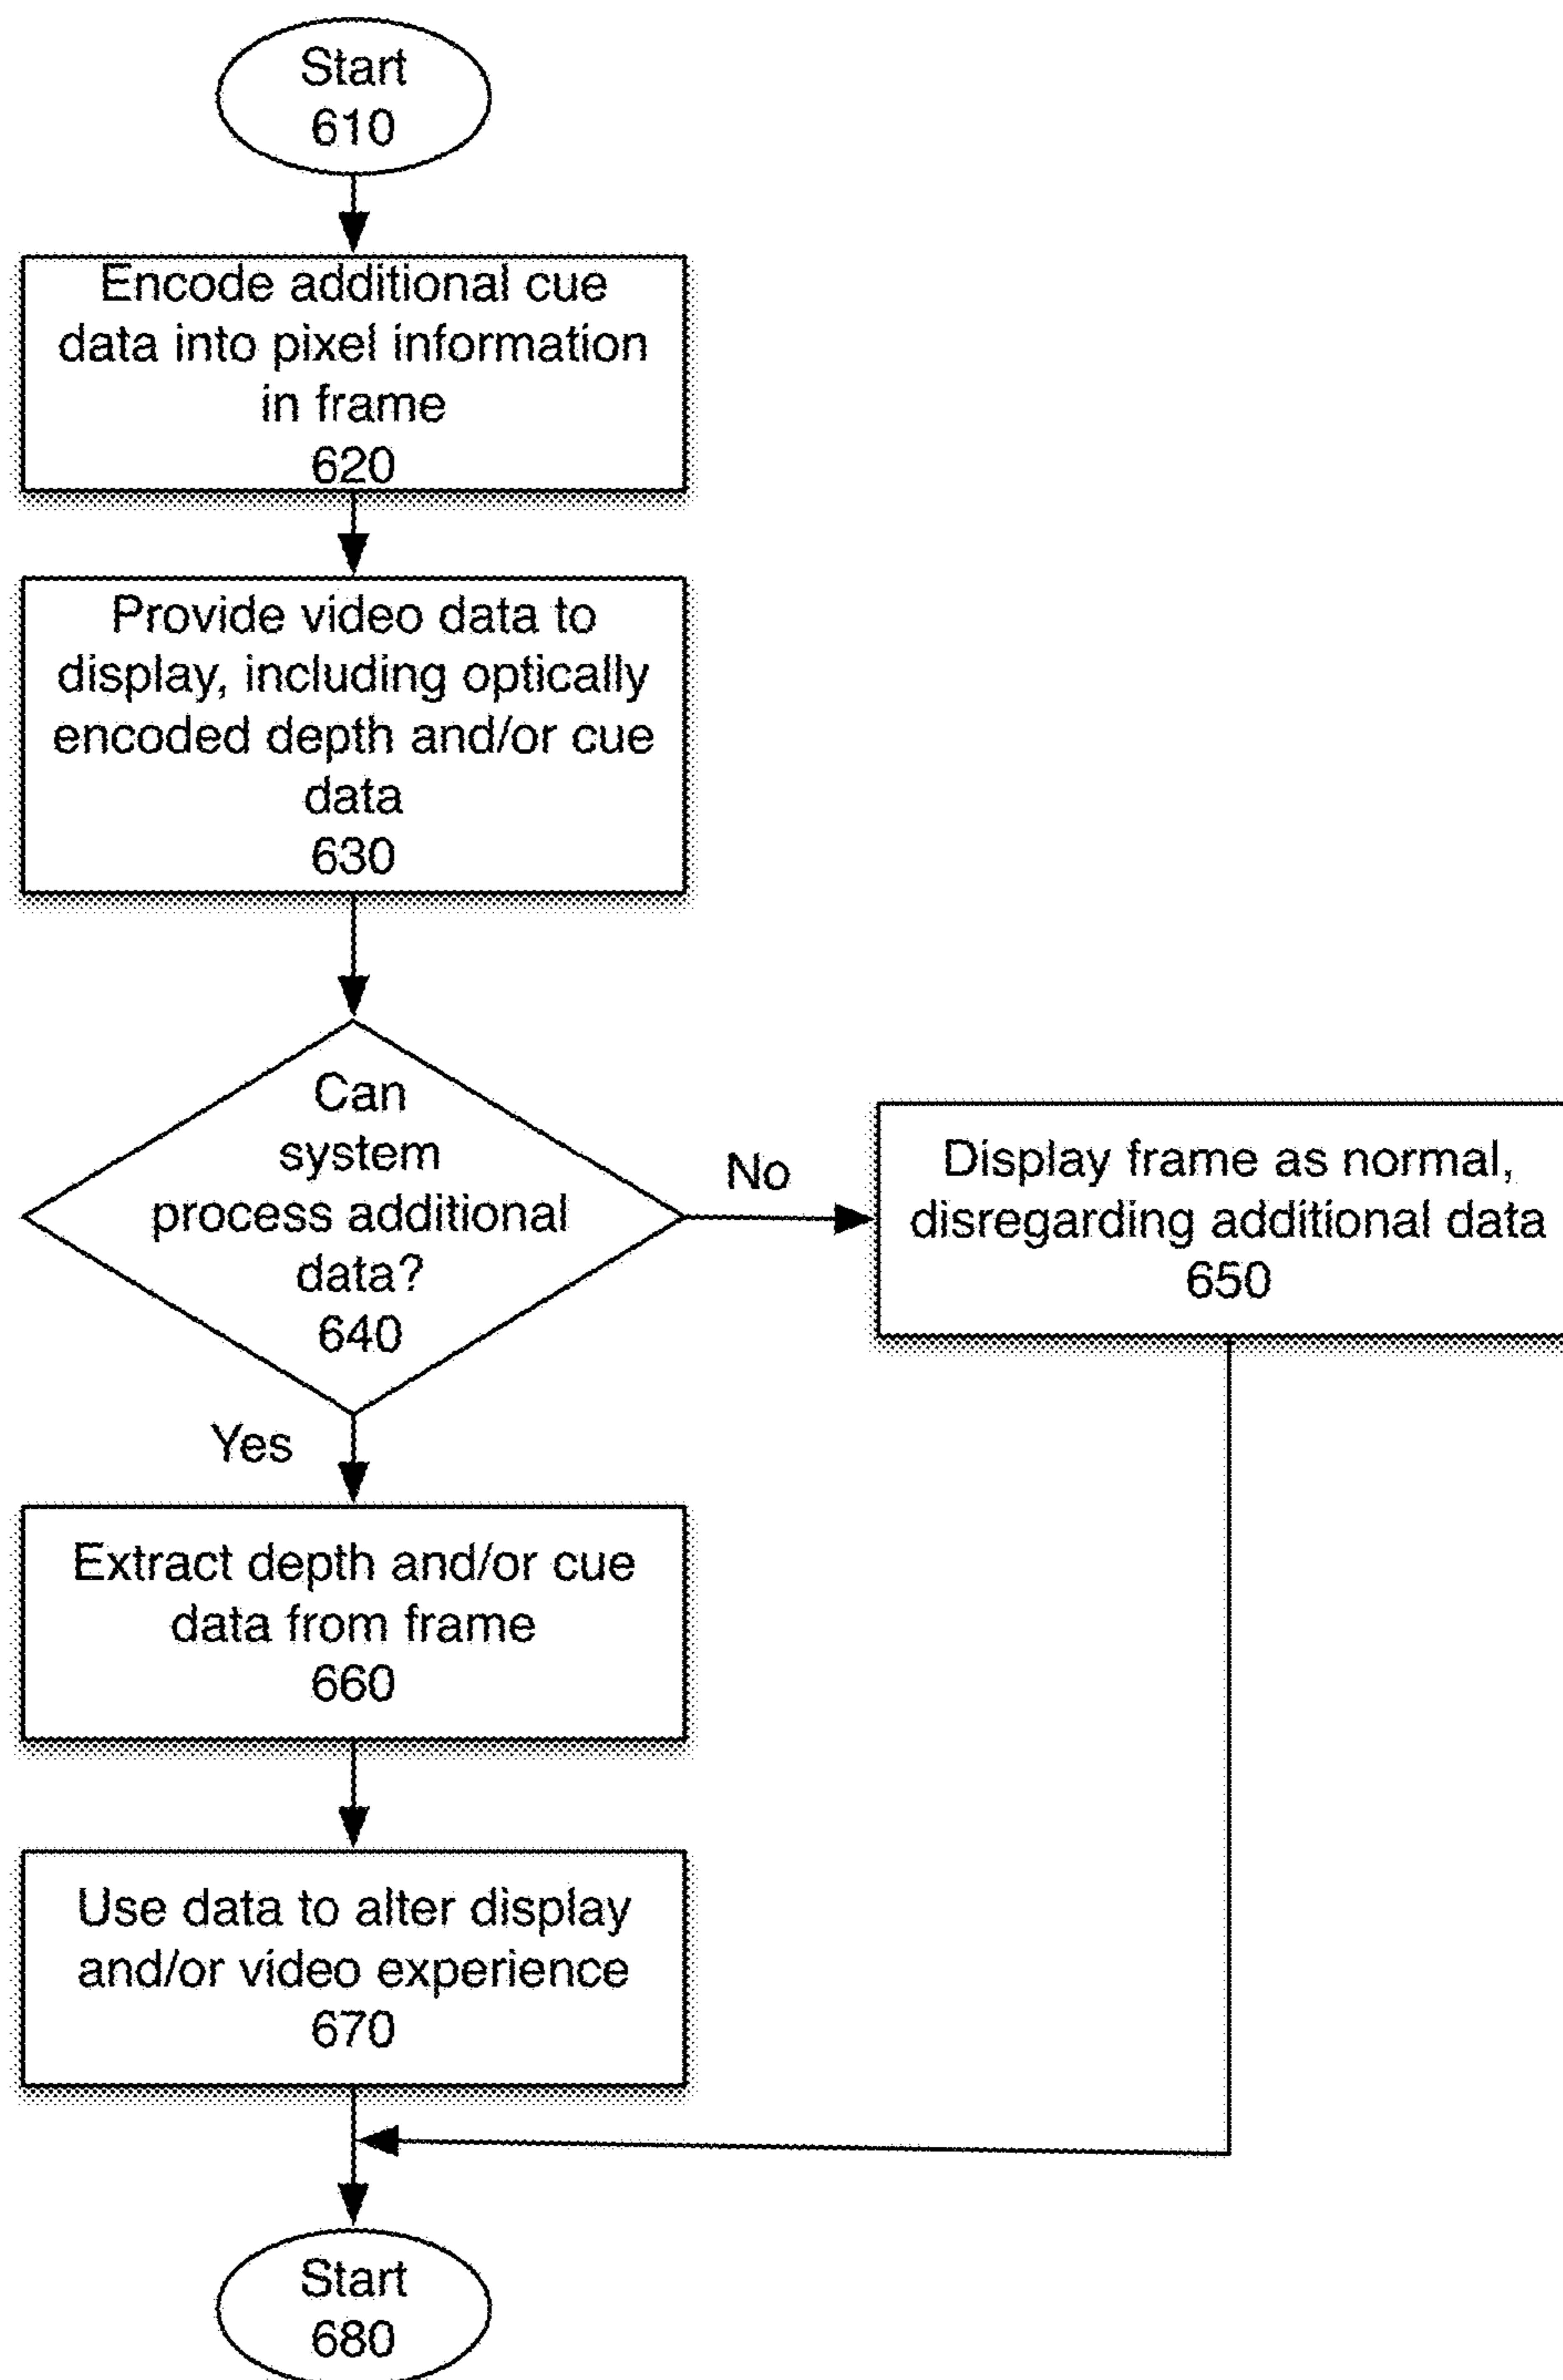 Start
610
Encode additional cue
data into pixel information
in frame
620
Provide video data to
display, including optically
encoded depth and/or cue
data
630
Can
system
process additional
data?
640
No
Display frame as normal,
disregarding additional data
650
Yes
Extract depth and/or cue
data from frame
660
Use data to alter display
and/or video experience
670
Start
680